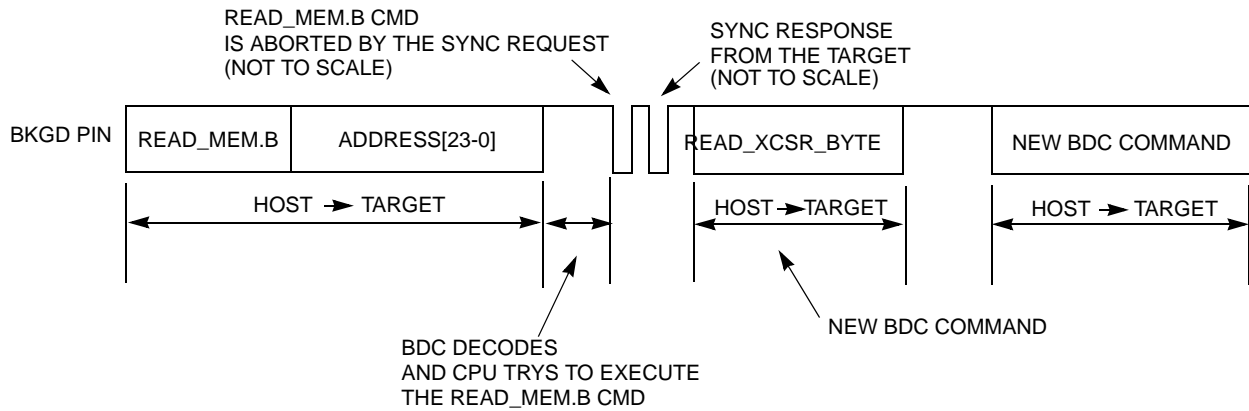 READ_MEM.B CMD
IS ABORTED BY THE SYNC REQUEST
(NOT TO SCALE)
SYNC RESPONSE
FROM THE TARGET
(NOT TO SCALE)
BKGD PIN
READ_MEM.B
ADDRESS[23-0]
READ_XCSR_BYTE
NEW BDC COMMAND
HOST → TARGET
HOST → TARGET
HOST → TARGET
NEW BDC COMMAND
BDC DECODES
AND CPU TRYS TO EXECUTE
THE READ_MEM.B CMD